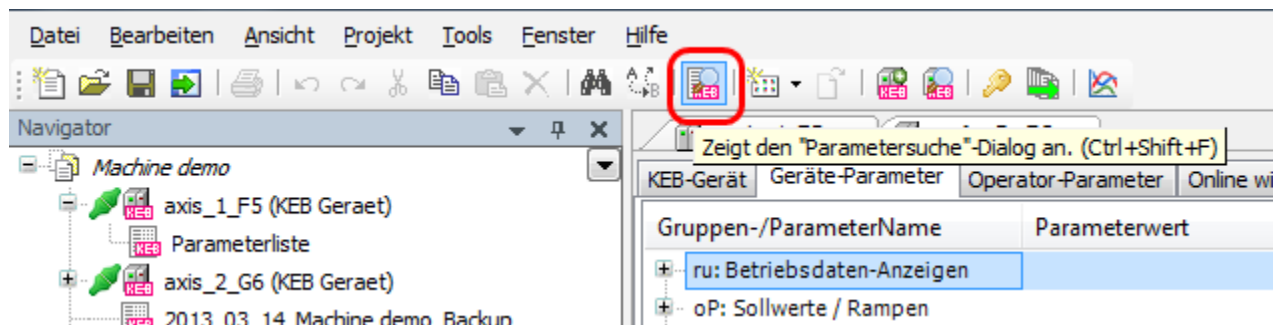 Datei Bearbeiten Ansicht Projekt Tools Fenster Hilfe
Navigator
Zeigt den "Parametersuche"-Dialog an. (Ctrl+Shift+F)
Machine demo
KEB-Gerät Geräte-Parameter Operator-Parameter Online wi
axis_1_F5 (KEB Geraet)
Gruppen-/ParameterName Parameterwert
Parameterliste
ru: Betriebsdaten-Anzeigen
axis_2_G6 (KEB Geraet)
oP: Sollwerte / Rampen
2013_03_14_Machine demo_Backup